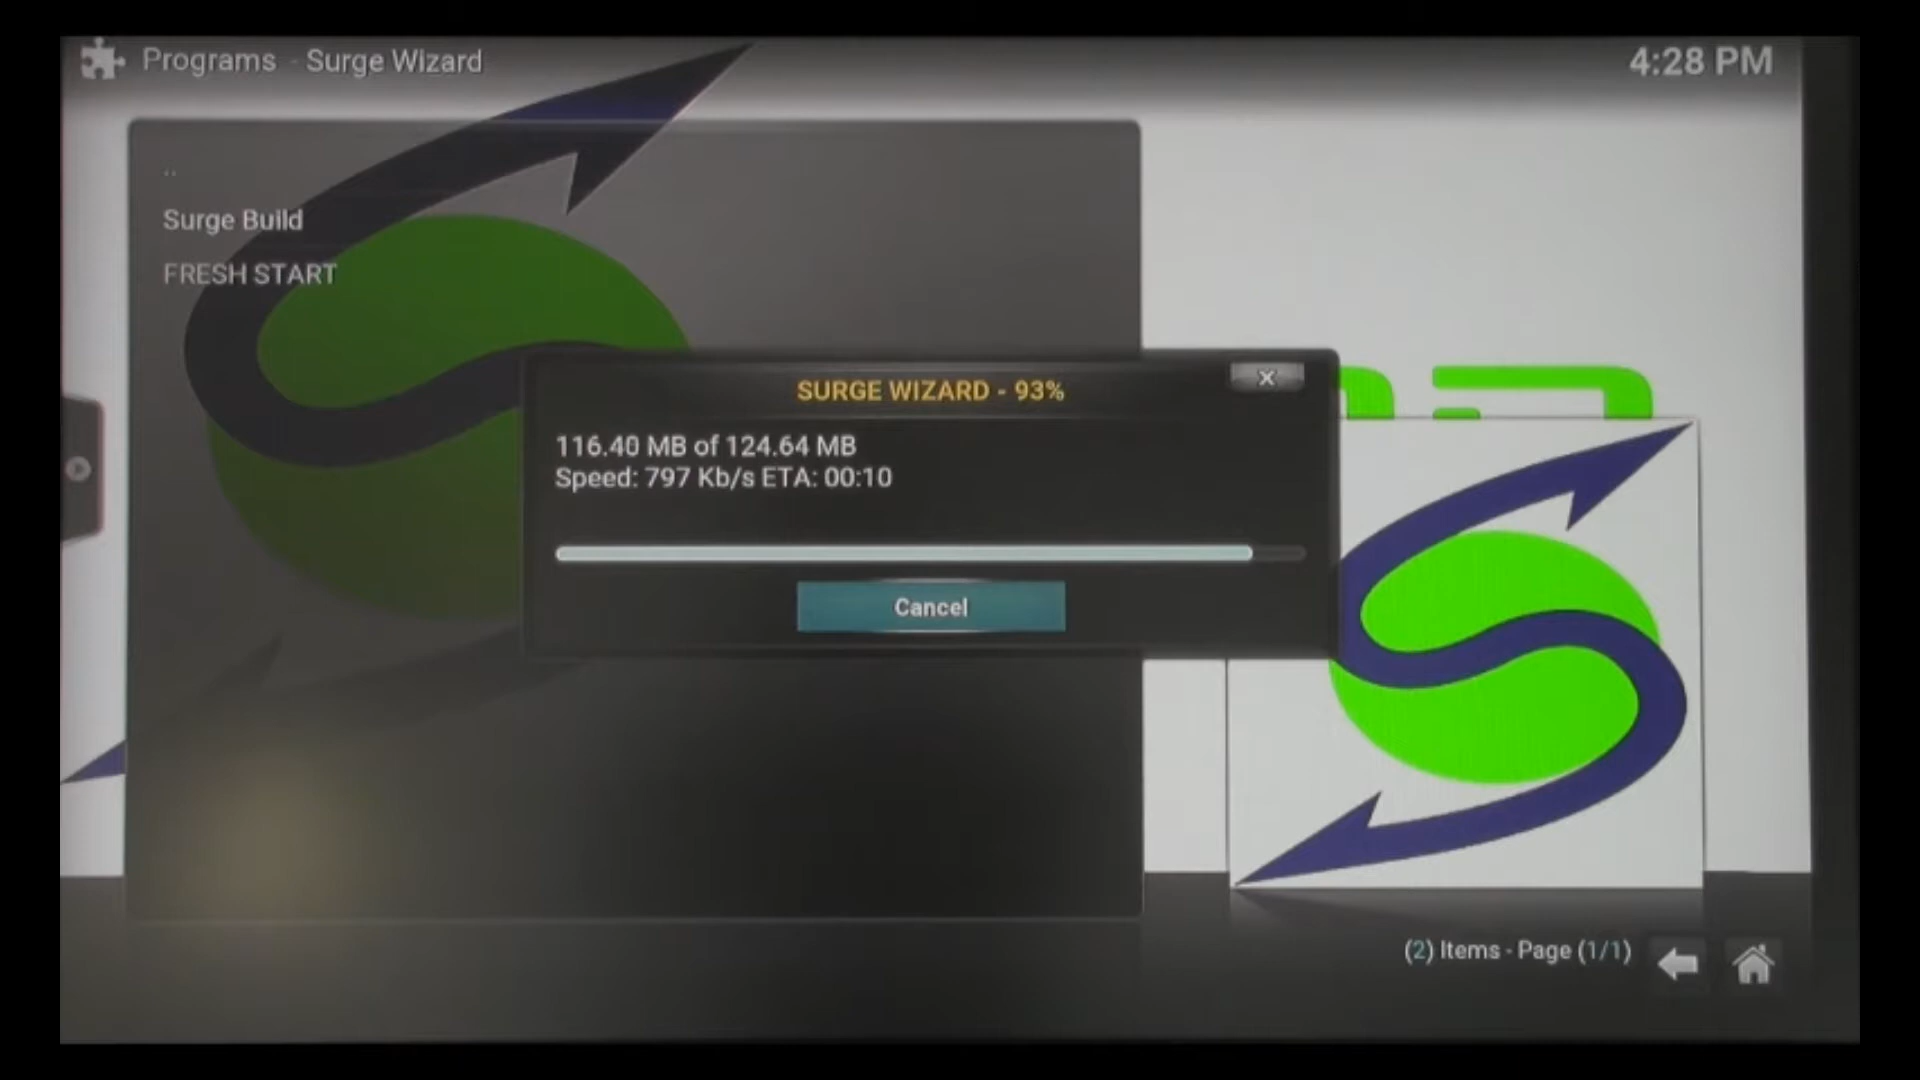 Programs - Surge Wizard
4:28 PM
..
Surge Build
FRESH START
SURGE WIZARD - 93%
116.40 MB of 124.64 MB
Speed: 797 Kb/s ETA: 00:10
Cancel
(2) Items - Page (1/1)